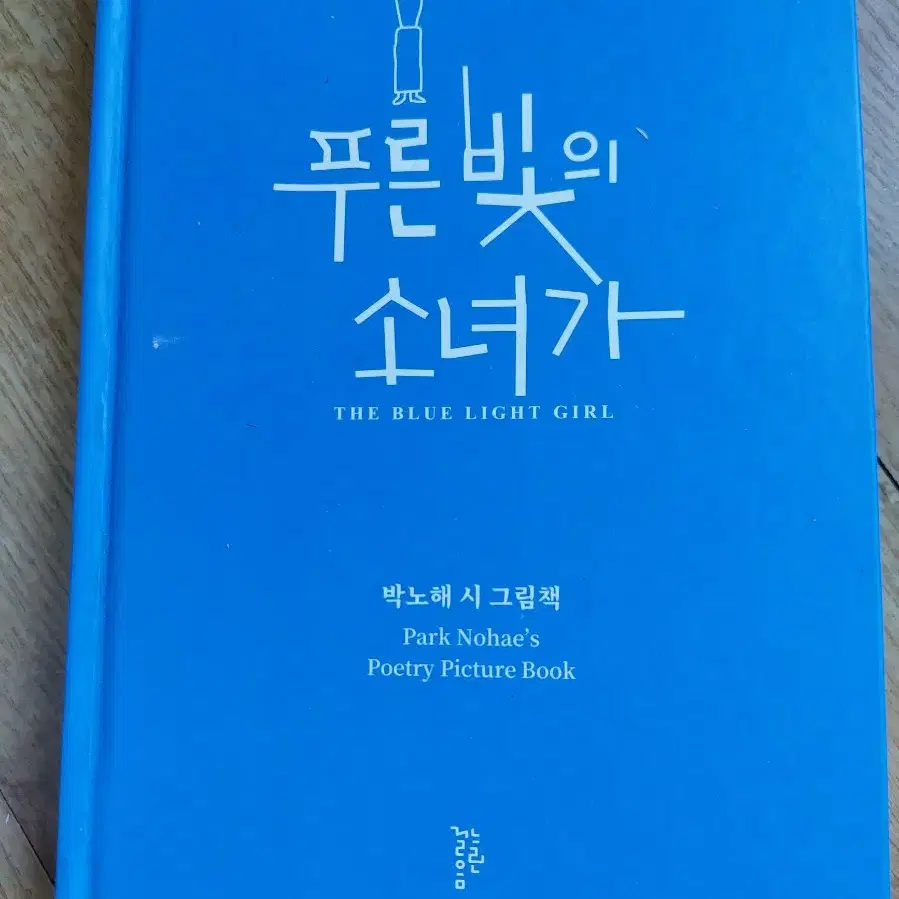 푸른 빛의
소녀가
THE BLUE LIGHT GIRL
박노해 시 그림책
Park Nohae's
Poetry Picture Book
느린걸음